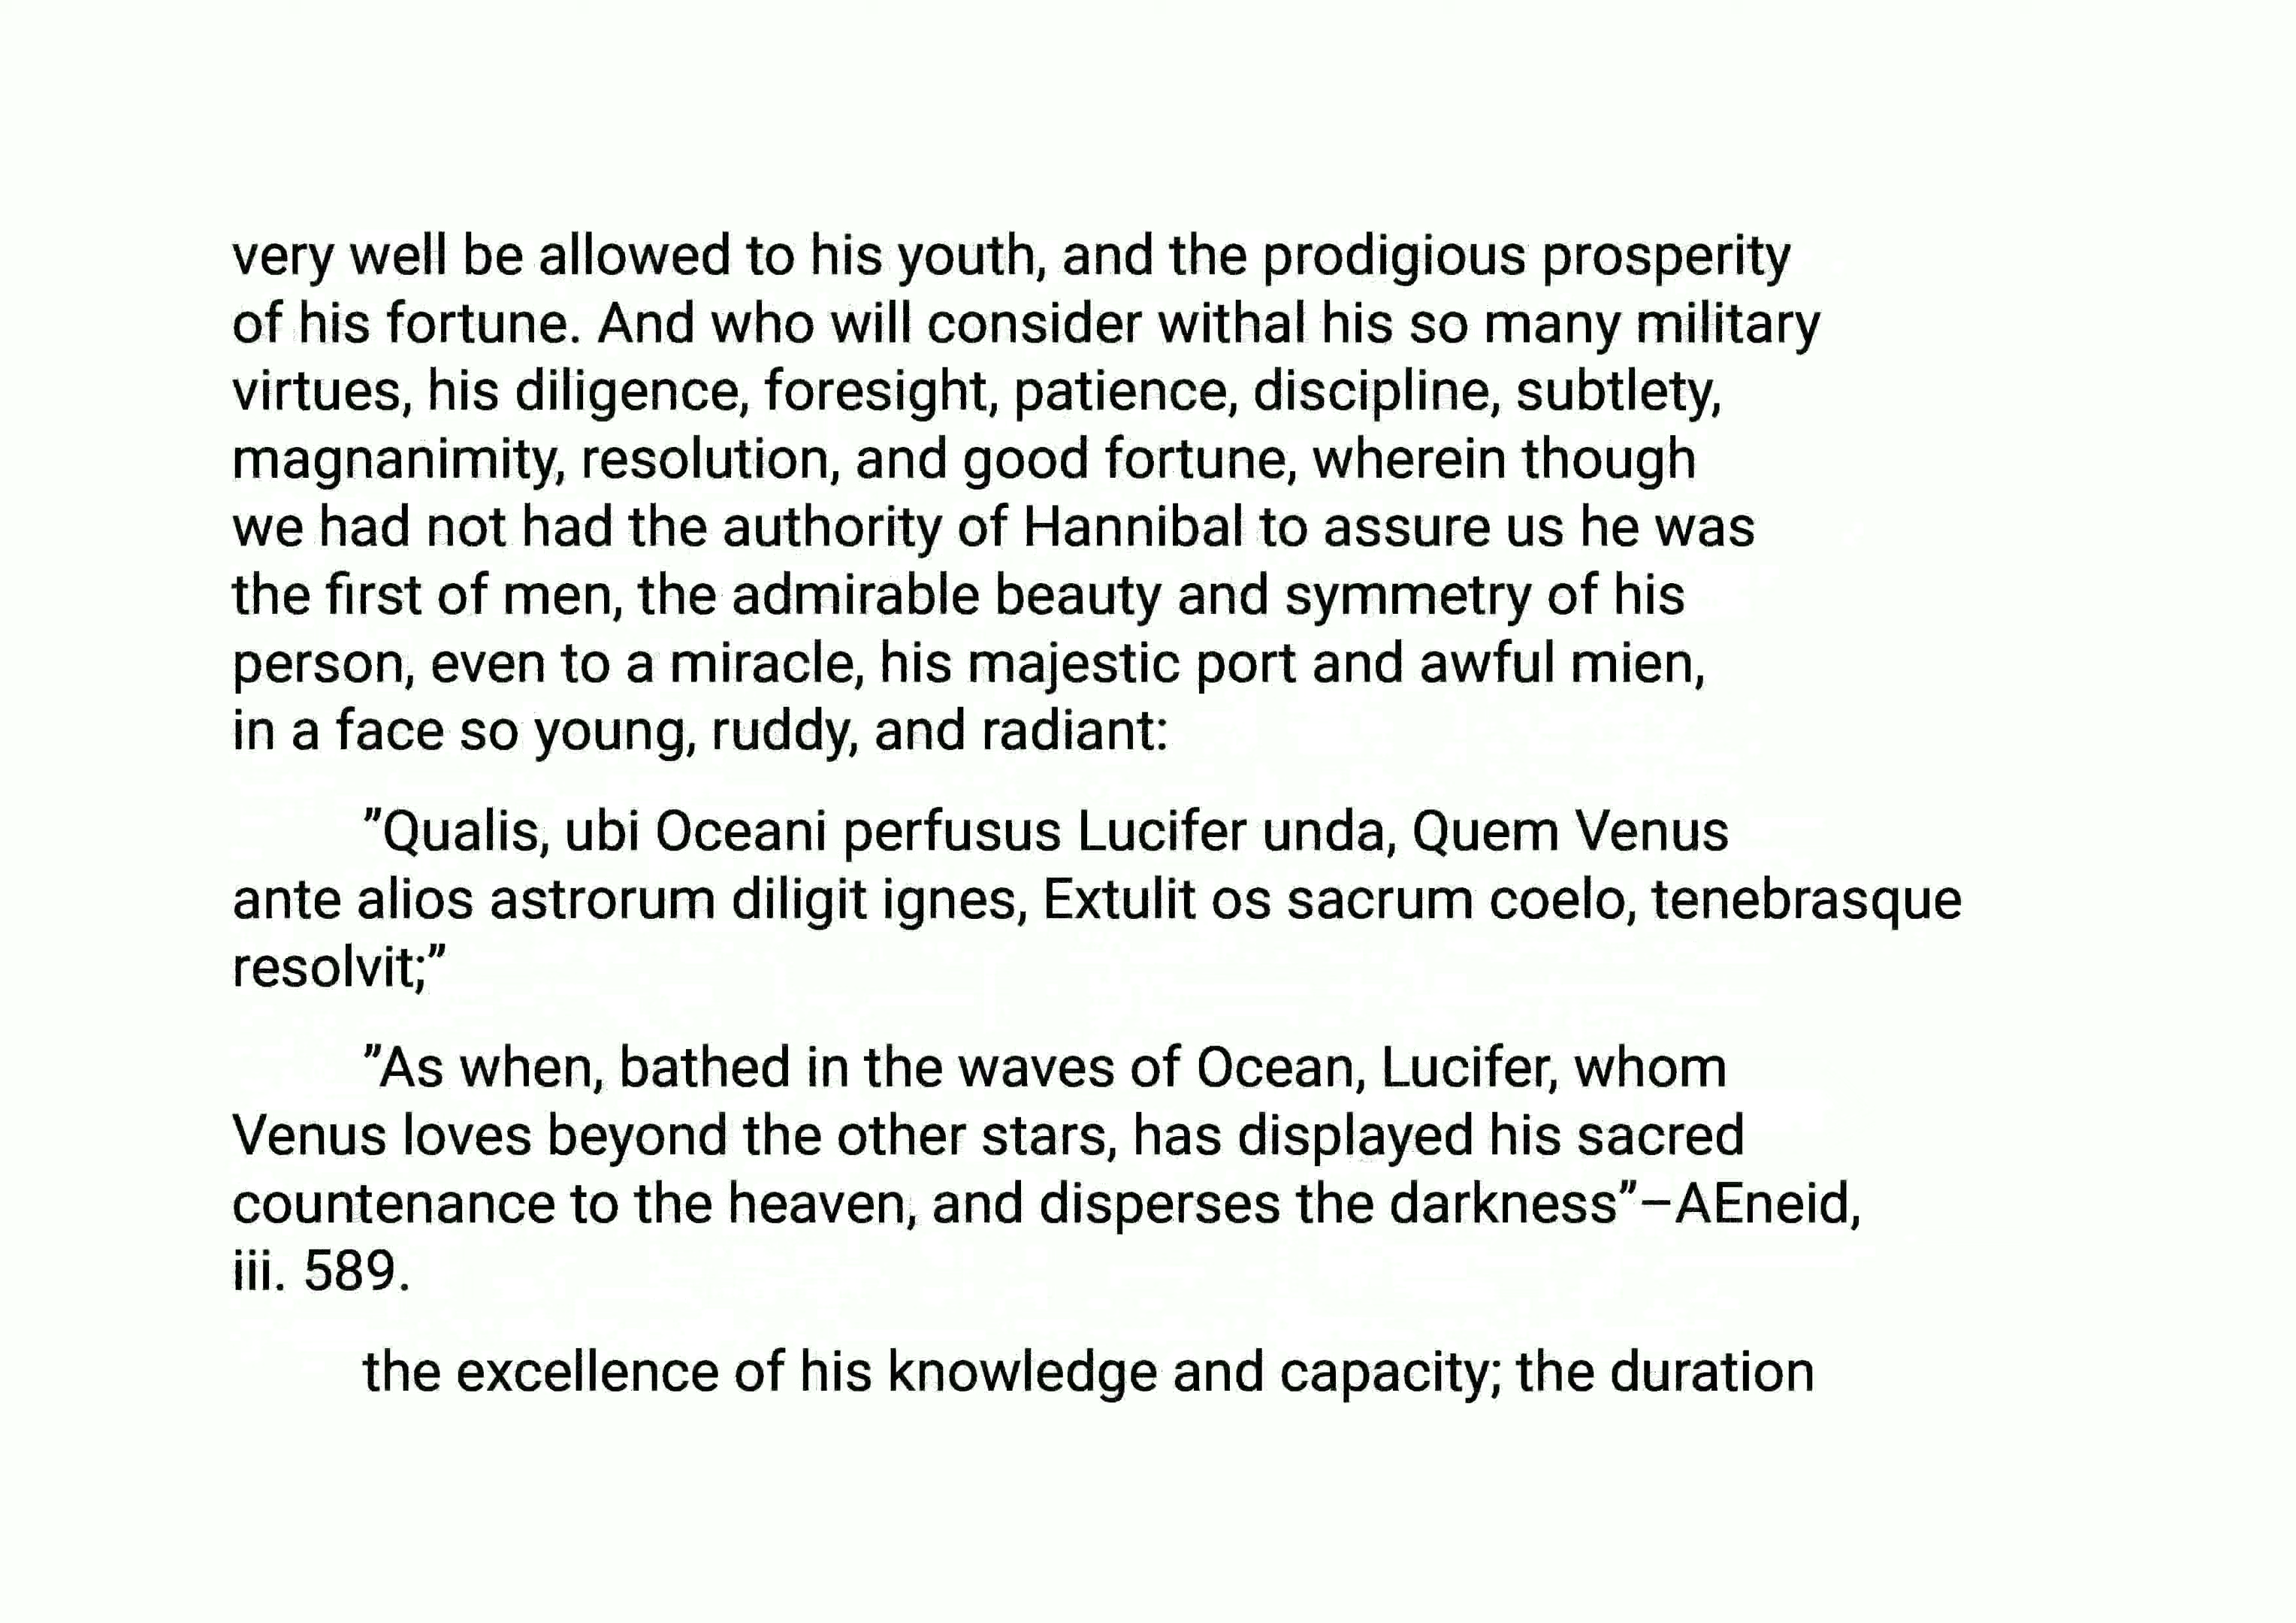 very well be allowed to his youth, and the prodigious prosperity
of his fortune. And who will consider withal his so many military
virtues, his diligence, foresight, patience, discipline, subtlety,
magnanimity, resolution, and good fortune, wherein though
we had not had the authority of Hannibal to assure us he was
the first of men, the admirable beauty and symmetry of his
person, even to a miracle, his majestic port and awful mien,
in a face so young, ruddy, and radiant:
”Qualis, ubi Oceani perfusus Lucifer unda, Quem Venus
ante alios astrorum diligit ignes, Extulit os sacrum coelo, tenebrasque
resolvit;”
”As when, bathed in the waves of Ocean, Lucifer, whom
Venus loves beyond the other stars, has displayed his sacred
countenance to the heaven, and disperses the darkness”–AEneid,
iii. 589.
the excellence of his knowledge and capacity; the duration